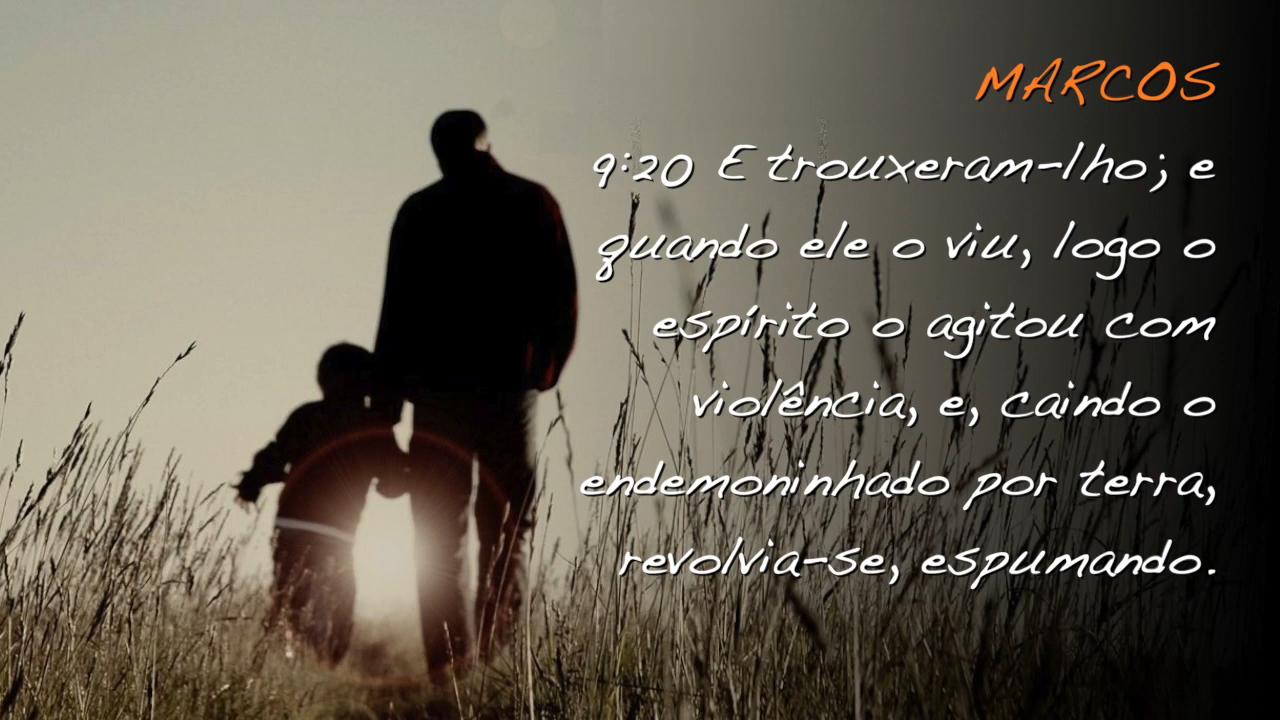 MARCOS
9:20 E trouxeram-lho; e
quando ele o viu, logo o
espírito o agitou com
violência, e, caindo o
endemoninhado por terra,
revolvia-se, espumando.